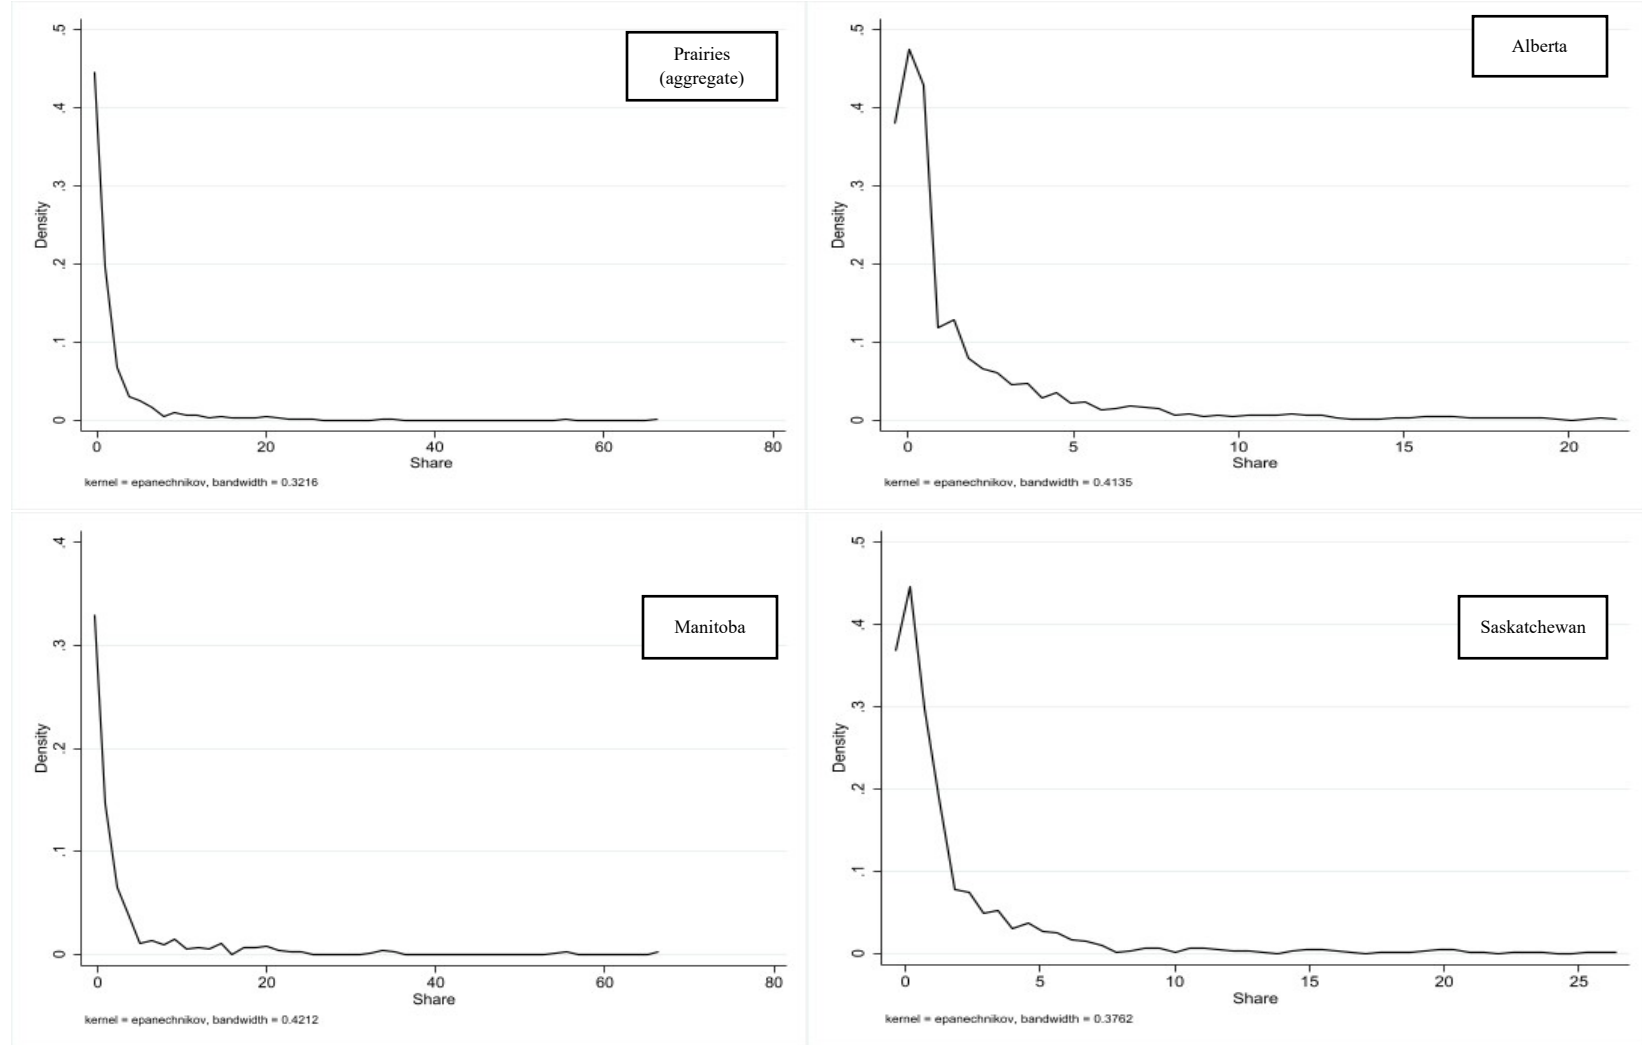 Prairies
(aggregate)
Density
.5
.4
.3
.2
.1
0
0 20 40 60 80
Share
kernel = epanechnikov, bandwidth = 0.3216
Alberta
Density
.5
.4
.3
.2
.1
0
0 5 10 15 20
Share
kernel = epanechnikov, bandwidth = 0.4135
Manitoba
Density
.4
.3
.2
.1
0
0 20 40 60 80
Share
kernel = epanechnikov, bandwidth = 0.4212
Saskatchewan
Density
.5
.4
.3
.2
.1
0
0 5 10 15 20 25
Share
kernel = epanechnikov, bandwidth = 0.3762